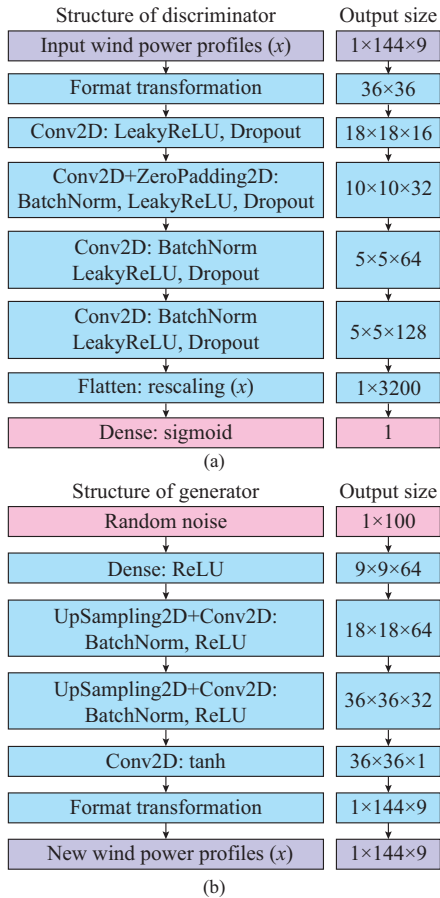 Structure of discriminator Output size
Input wind power profiles (x) 1×144×9
Format transformation 36×36
Conv2D: LeakyReLU, Dropout 18×18×16
Conv2D+ZeroPadding2D:
BatchNorm, LeakyReLU, Dropout
10×10×32
Conv2D: BatchNorm
LeakyReLU, Dropout
5×5×64
Conv2D: BatchNorm
LeakyReLU, Dropout
5×5×128
Flatten: rescaling (x) 1×3200
Dense: sigmoid 1
(a)
Structure of generator Output size
Random noise 1×100
Dense: ReLU 9×9×64
UpSampling2D+Conv2D:
BatchNorm, ReLU
18×18×64
UpSampling2D+Conv2D:
BatchNorm, ReLU
36×36×32
Conv2D: tanh 36×36×1
Format transformation 1×144×9
New wind power profiles (x) 1×144×9
(b)